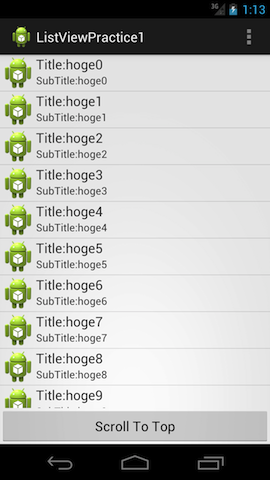 3G 1:13
ListViewPractice1
Title:hoge0
SubTitle:hoge0
Title:hoge1
SubTitle:hoge1
Title:hoge2
SubTitle:hoge2
Title:hoge3
SubTitle:hoge3
Title:hoge4
SubTitle:hoge4
Title:hoge5
SubTitle:hoge5
Title:hoge6
SubTitle:hoge6
Title:hoge7
SubTitle:hoge7
Title:hoge8
SubTitle:hoge8
Title:hoge9
SubTitle:hoge9
Scroll To Top